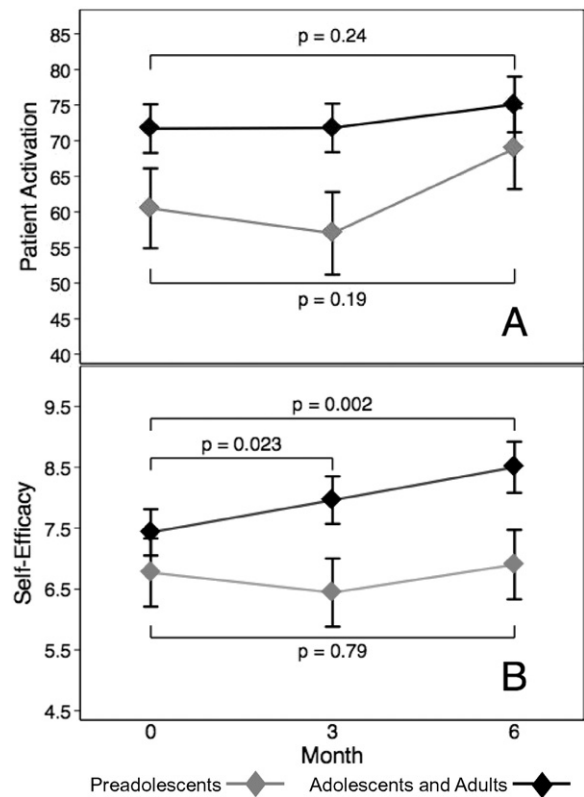 85
80
75
70
65
60
55
50
45
40
Patient Activation
p = 0.24
p = 0.19
A
9.5
8.5
7.5
6.5
5.5
4.5
Self-Efficacy
p = 0.002
p = 0.023
p = 0.79
B
0 3 6
Month
Preadolescents Adolescents and Adults